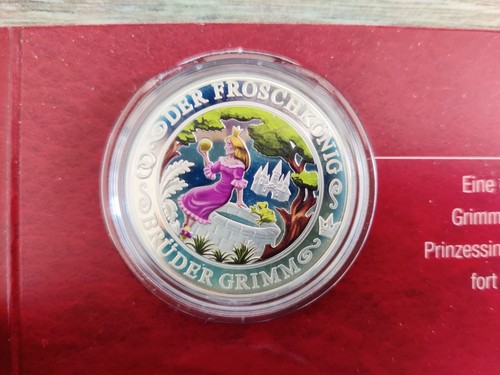 DER FROSCHKÖNIG
BRÜDER GRIMM
Eine
Grimm
Prinzessin
fort